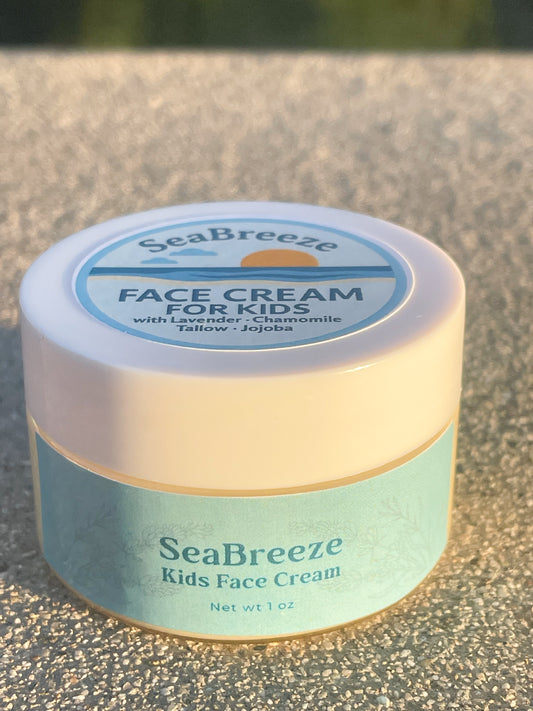 SeaBreeze
FACE CREAM
FOR KIDS
with Lavender · Chamomile
Tallow · Jojoba
SeaBreeze
Kids Face Cream
Net wt 1 oz